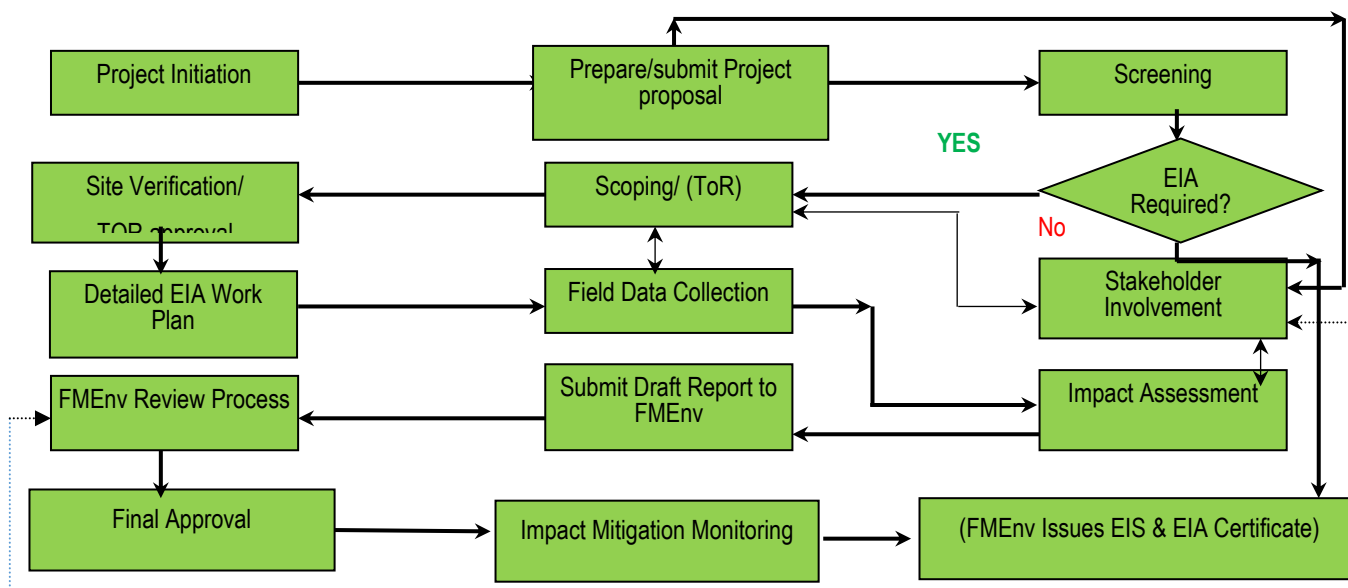 Project Initiation
Prepare/submit Project
proposal
Screening
YES
Site Verification/
TOR approval
Scoping/ (ToR)
EIA
Required?
No
Detailed EIA Work
Plan
Field Data Collection
Stakeholder
Involvement
FMEnv Review Process
Submit Draft Report to
FMEnv
Impact Assessment
Final Approval
Impact Mitigation Monitoring
(FMEnv Issues EIS & EIA Certificate)